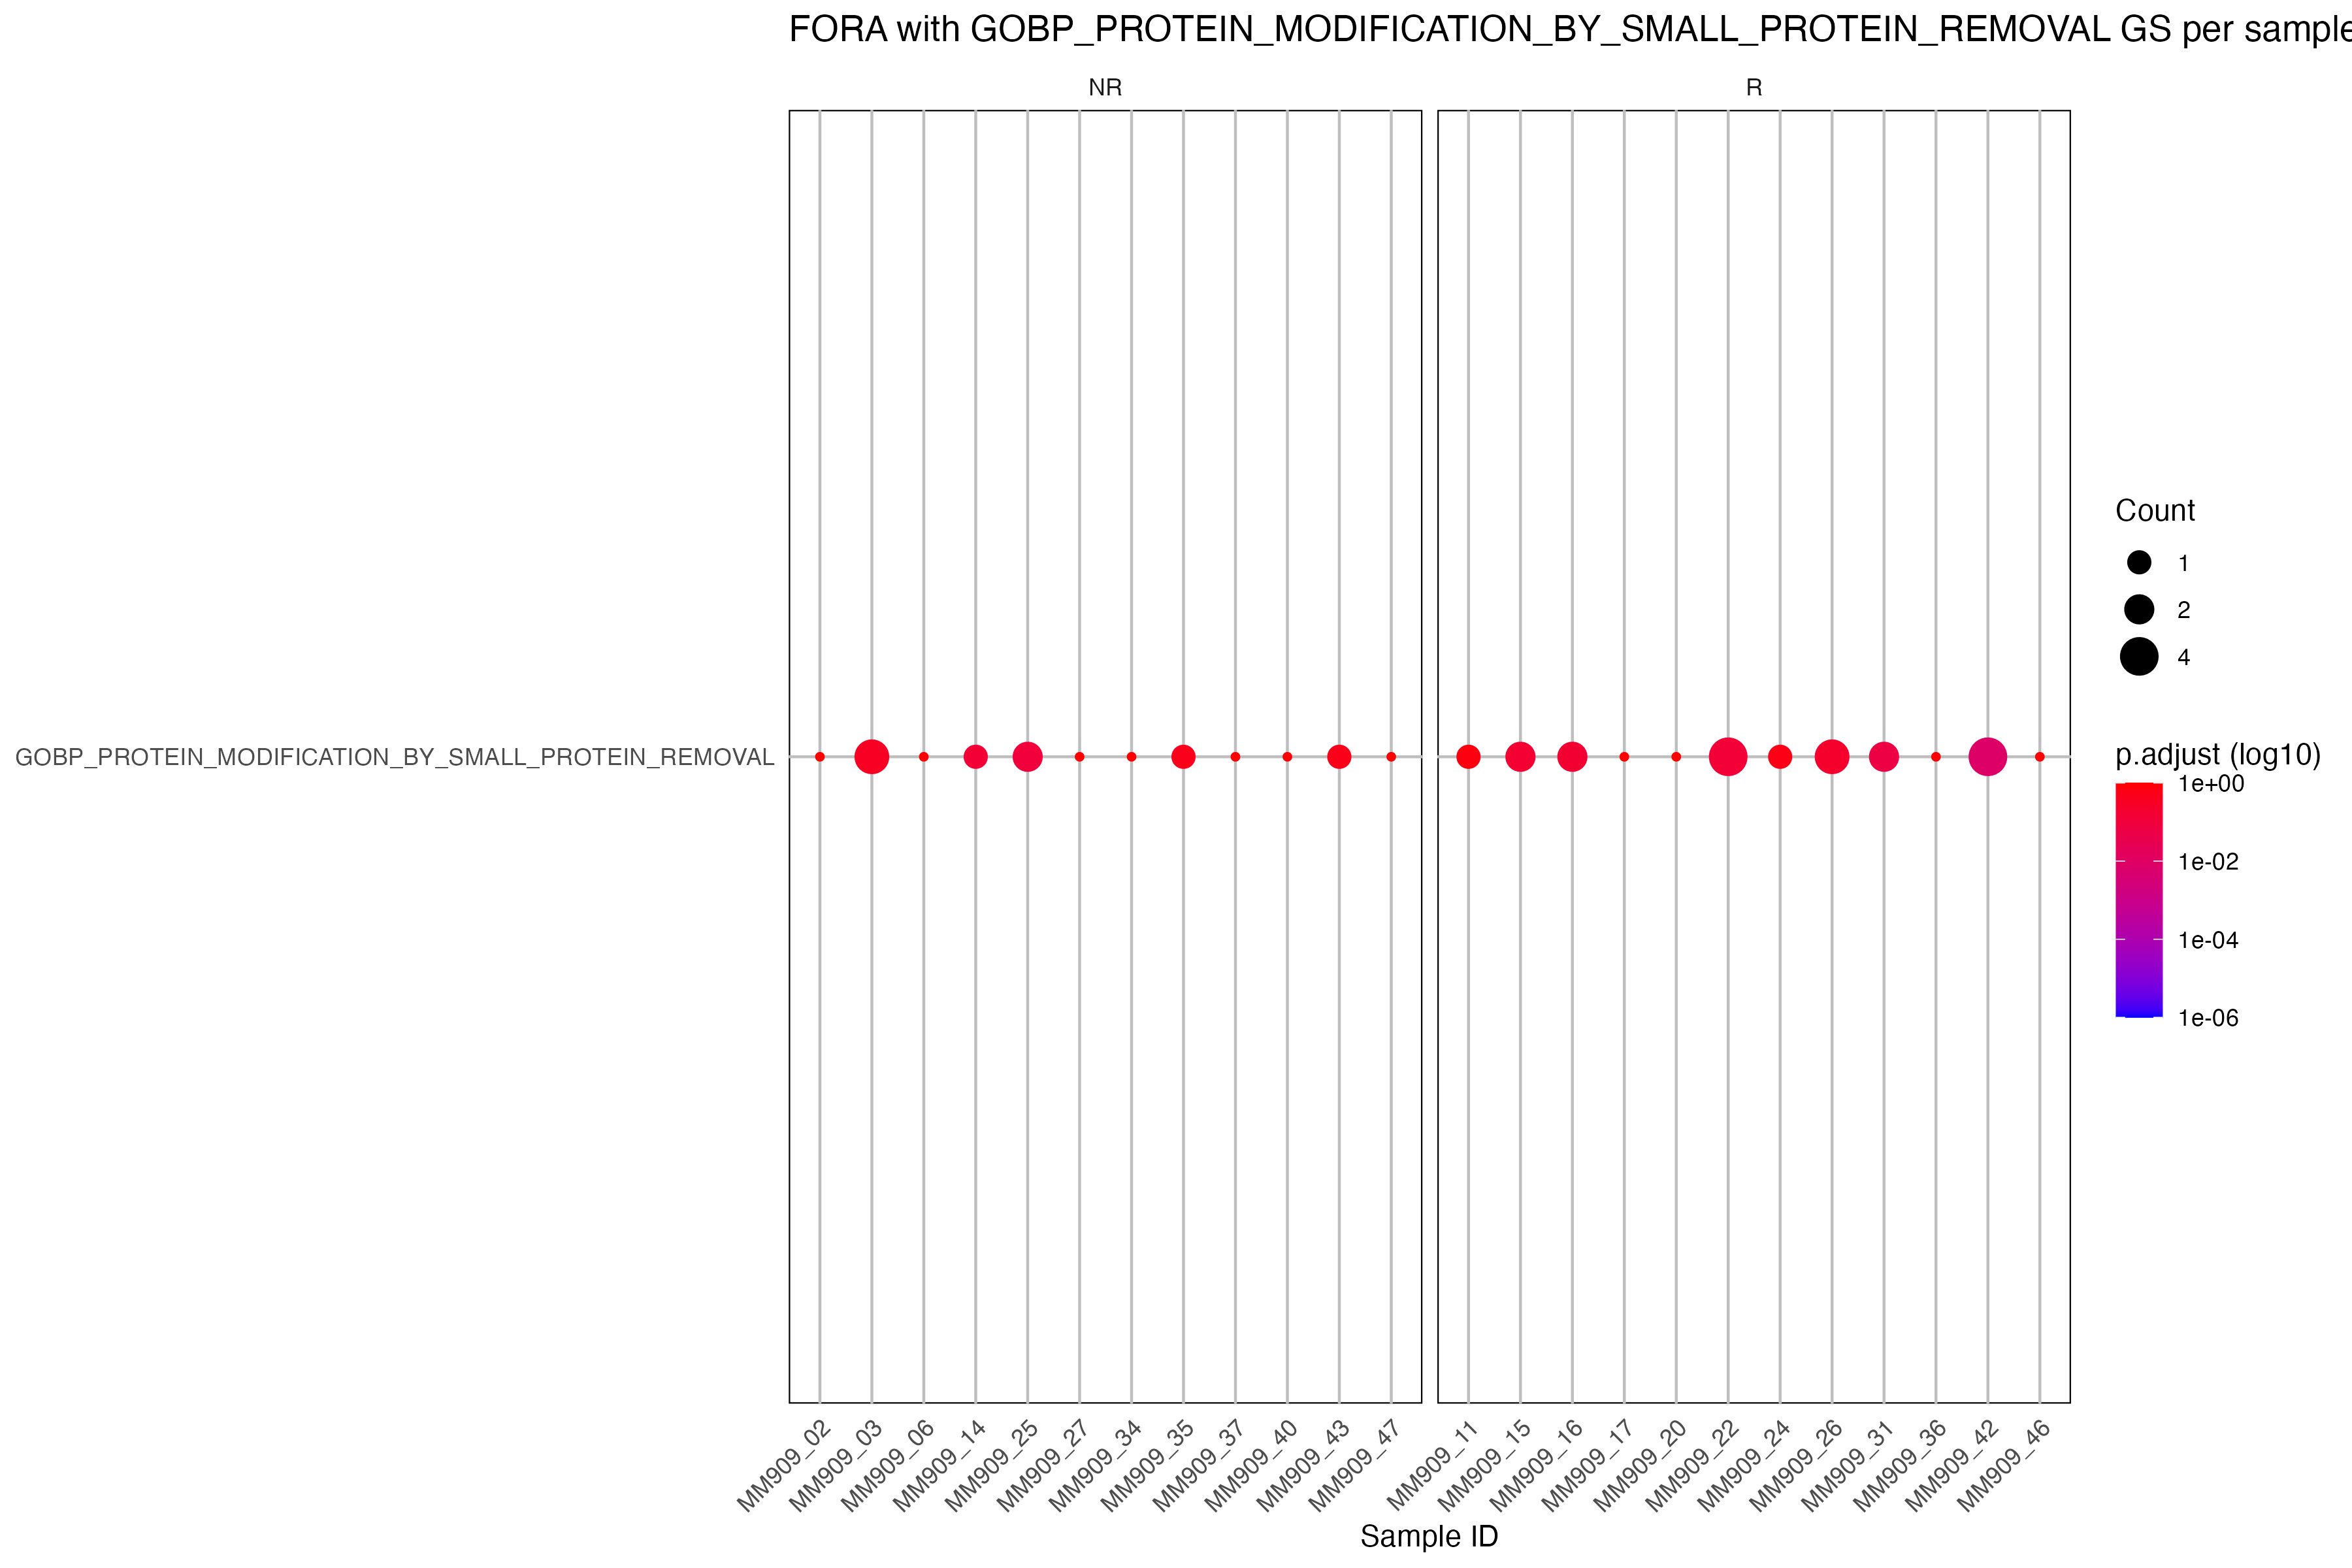 FORA with GOBP_PROTEIN_MODIFICATION_BY_SMALL_PROTEIN_REMOVAL GS per sample
NR
R
GOBP_PROTEIN_MODIFICATION_BY_SMALL_PROTEIN_REMOVAL
MM909_02
MM909_03
MM909_06
MM909_14
MM909_25
MM909_27
MM909_34
MM909_35
MM909_37
MM909_40
MM909_43
MM909_47
MM909_11
MM909_15
MM909_16
MM909_17
MM909_20
MM909_22
MM909_24
MM909_26
MM909_31
MM909_36
MM909_42
MM909_46
Sample ID
Count
1
2
4
p.adjust (log10)
1e+00
1e-02
1e-04
1e-06